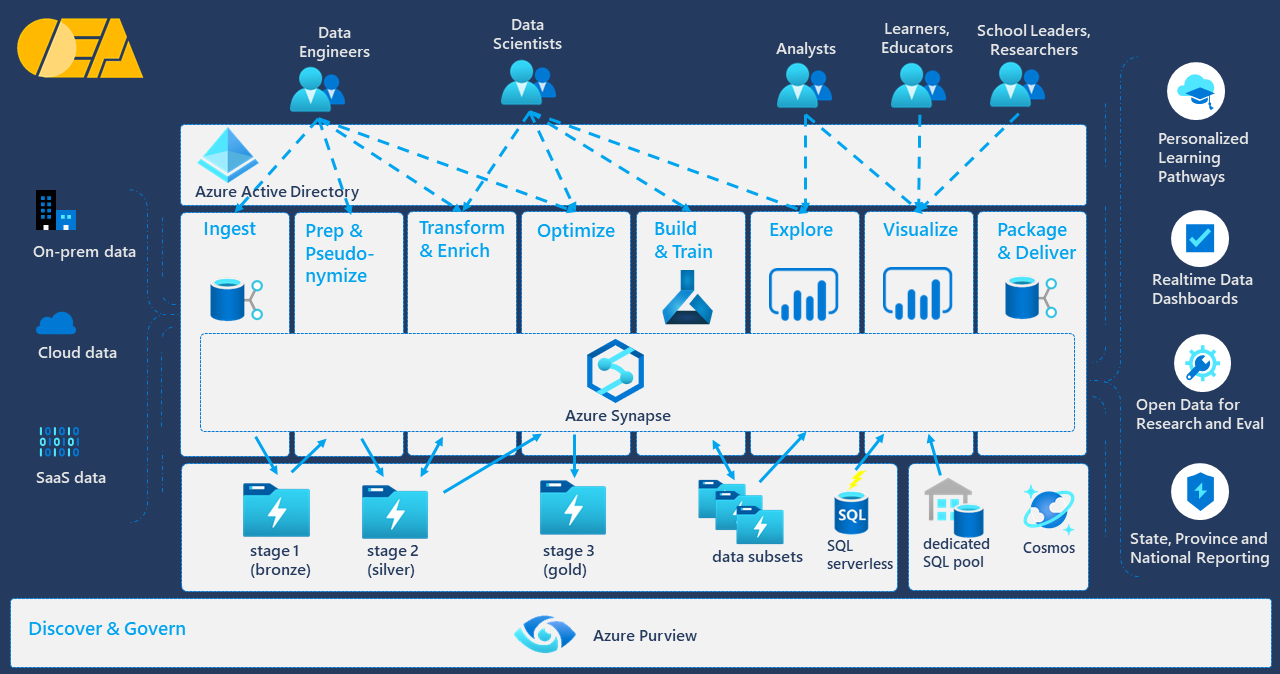 OEA
Data
Engineers
Data
Scientists
Analysts
Learners,
Educators
School Leaders,
Researchers
Azure Active Directory
On-prem data
Cloud data
SaaS data
Ingest
Prep &
Pseudo-
nymize
Transform
& Enrich
Optimize
Build
& Train
Explore
Visualize
Package
& Deliver
Azure Synapse
stage 1
(bronze)
stage 2
(silver)
stage 3
(gold)
data subsets
SQL
SQL
serverless
dedicated
SQL pool
Cosmos
Personalized
Learning
Pathways
Realtime Data
Dashboards
Open Data for
Research and Eval
State, Province and
National Reporting
Discover & Govern
Azure Purview